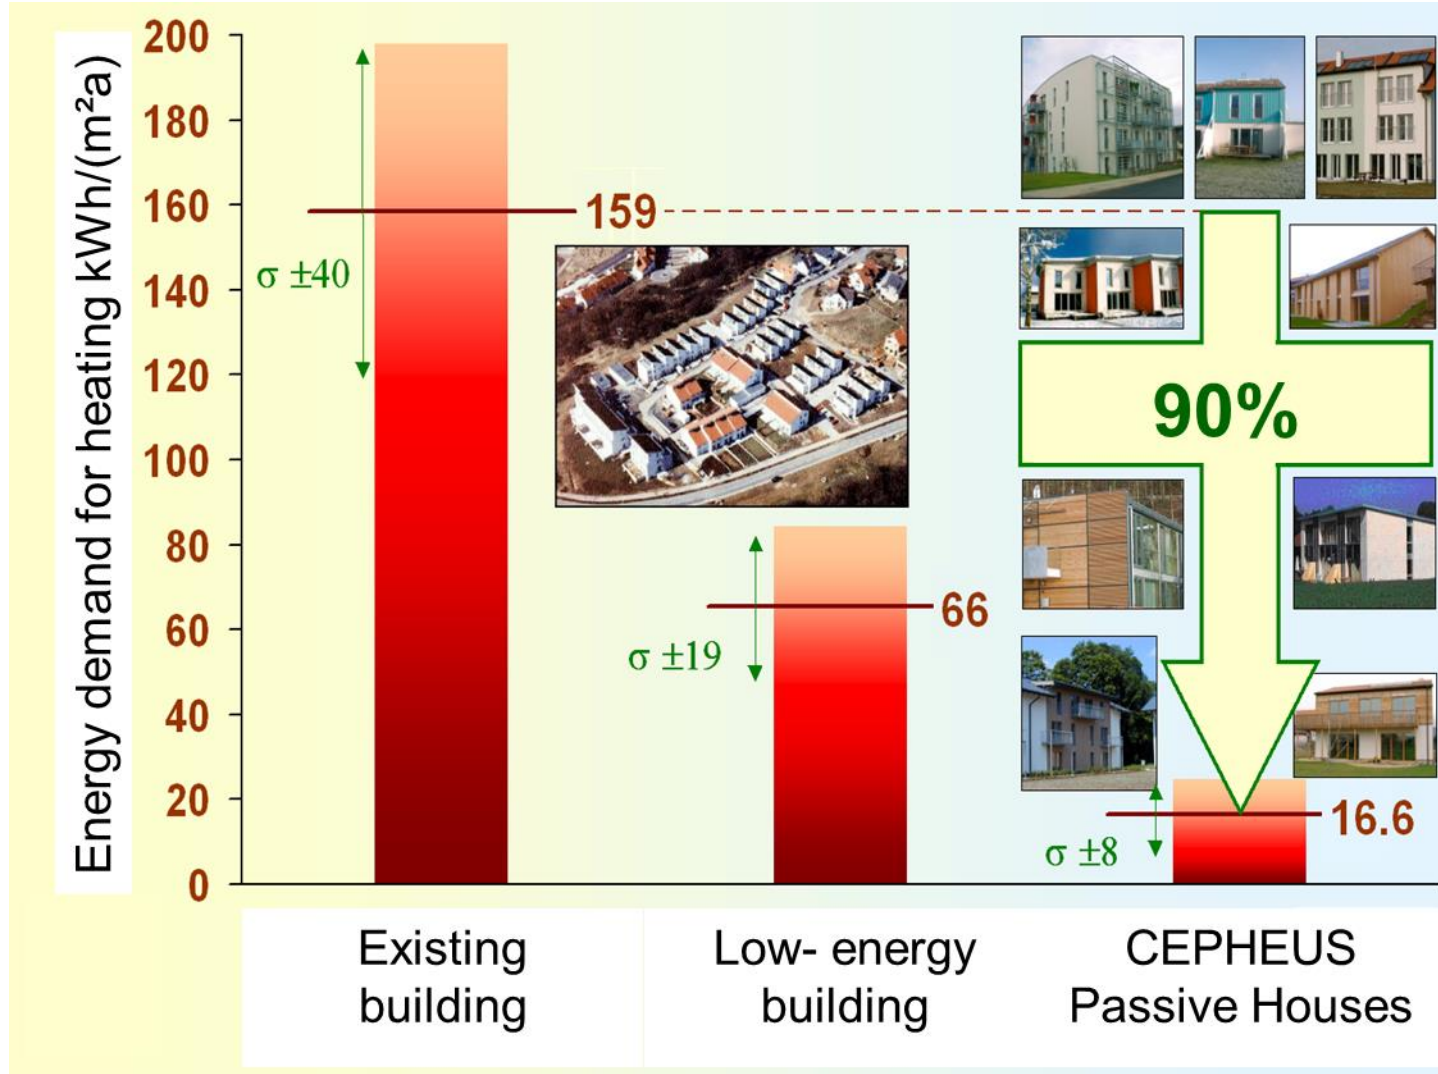 Energy demand for heating kWh/(m²a)
200
180
160
140
120
100
80
60
40
20
0
159
σ ±40
66
σ ±19
90%
16.6
σ ±8
Existing
building
Low- energy
building
CEPHEUS
Passive Houses